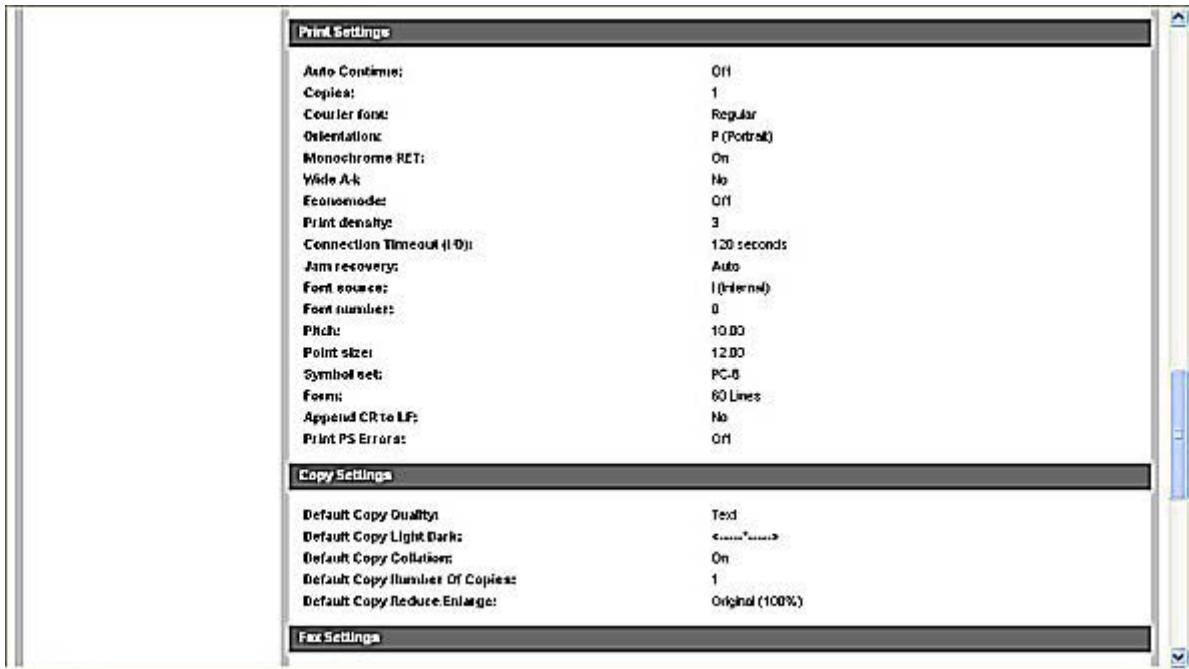 Print Settings
Auto Continue: Off
Copies: 1
Courier font: Regular
Orientation: P (Portrait)
Monochrome RET: On
Wide A4: No
Economode: Off
Print density: 3
Connection Timeout (I/O): 120 seconds
Jam recovery: Auto
Font source: I (Internal)
Font number: 0
Pitch: 10.00
Point size: 12.00
Symbol set: PC-8
Form: 60 Lines
Append CR to LF: No
Print PS Errors: Off
Copy Settings
Default Copy Quality: Text
Default Copy Light/Dark: <-----*----->
Default Copy Collation: On
Default Copy Number Of Copies: 1
Default Copy Reduce/Enlarge: Original (100%)
Fax Settings